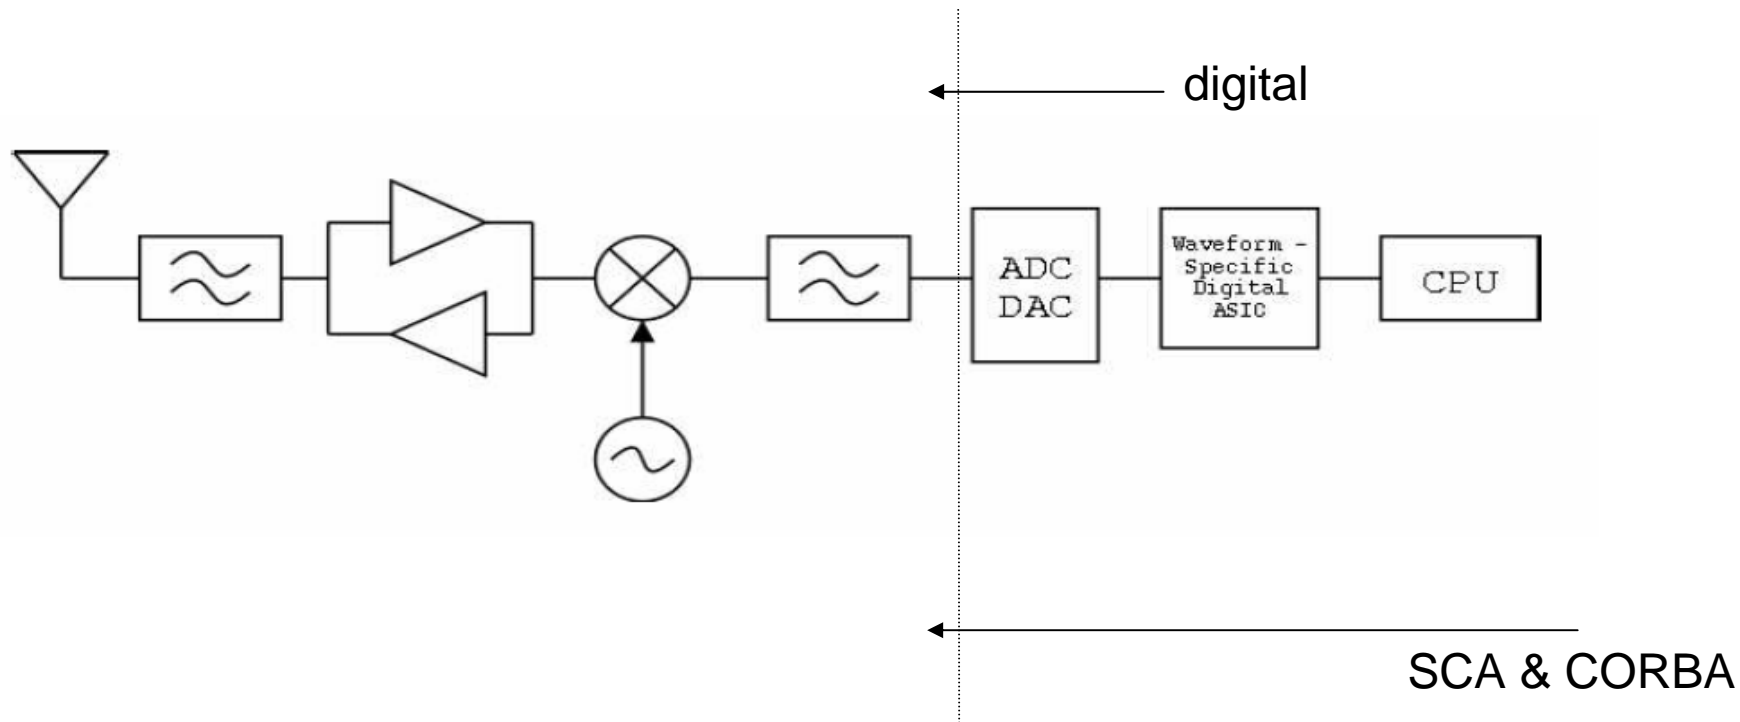 digital
ADC
DAC
Waveform -
Specific
Digital
ASIC
CPU
SCA & CORBA